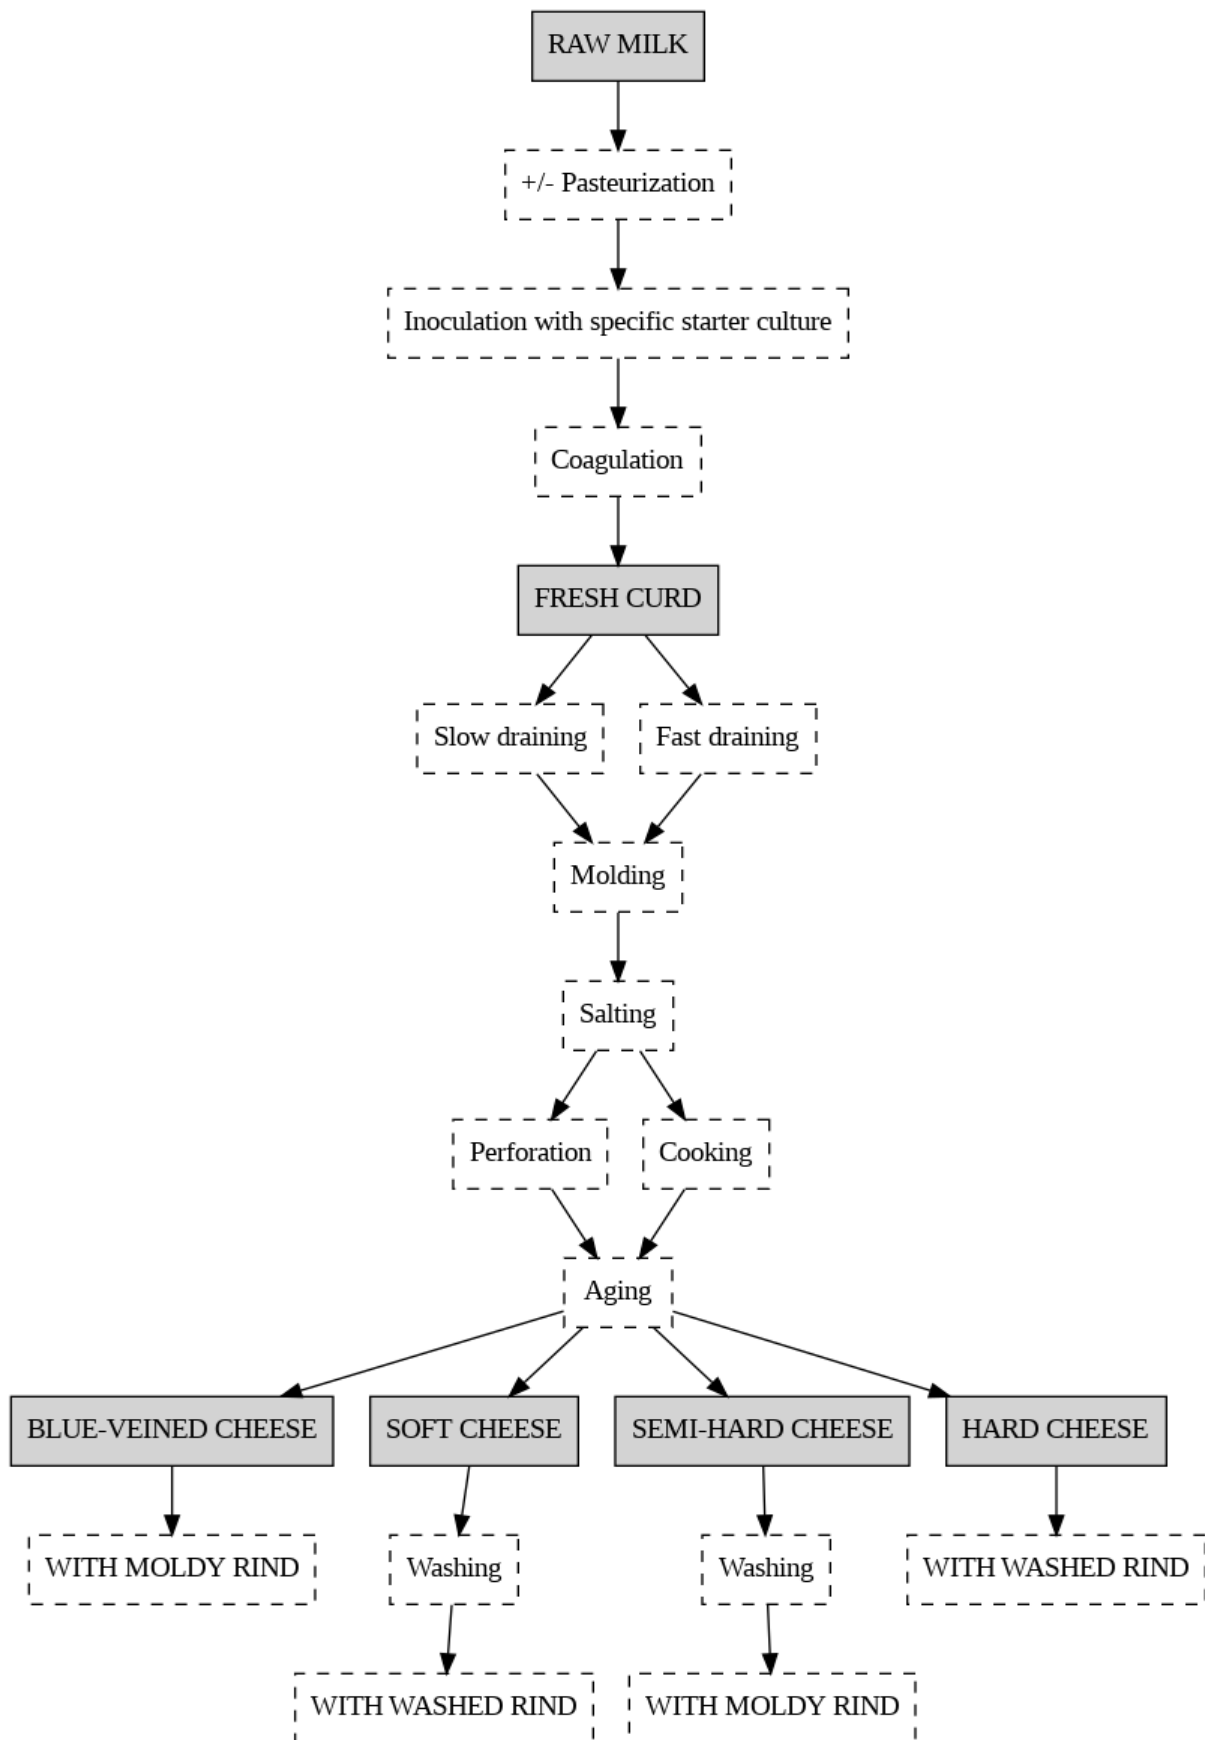 RAW MILK
+/- Pasteurization
Inoculation with specific starter culture
Coagulation
FRESH CURD
Slow draining
Fast draining
Molding
Salting
Perforation
Cooking
Aging
BLUE-VEINED CHEESE
SOFT CHEESE
SEMI-HARD CHEESE
HARD CHEESE
WITH MOLDY RIND
Washing
Washing
WITH WASHED RIND
WITH WASHED RIND
WITH MOLDY RIND